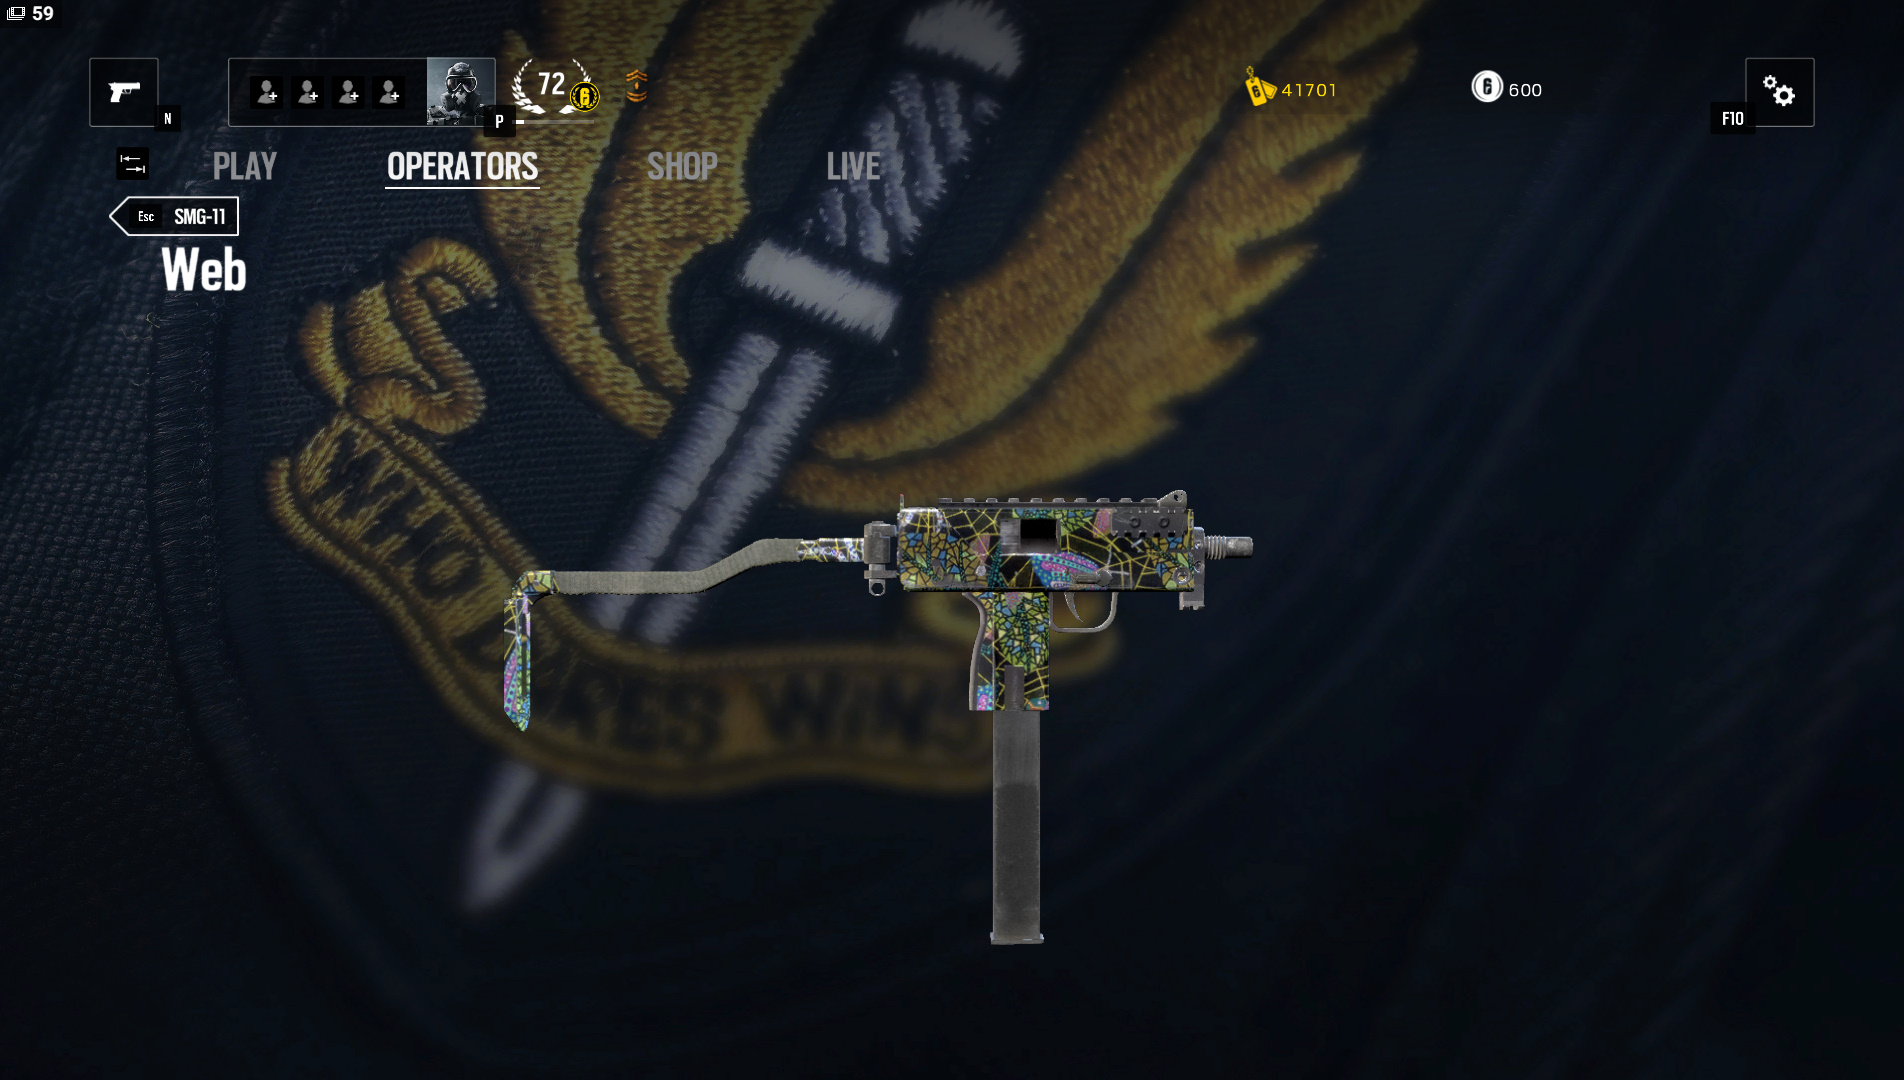 59
72
41701
600
N
P
F10
PLAY OPERATORS SHOP LIVE
Esc SMG-11
Web
WHO
DARES WINS